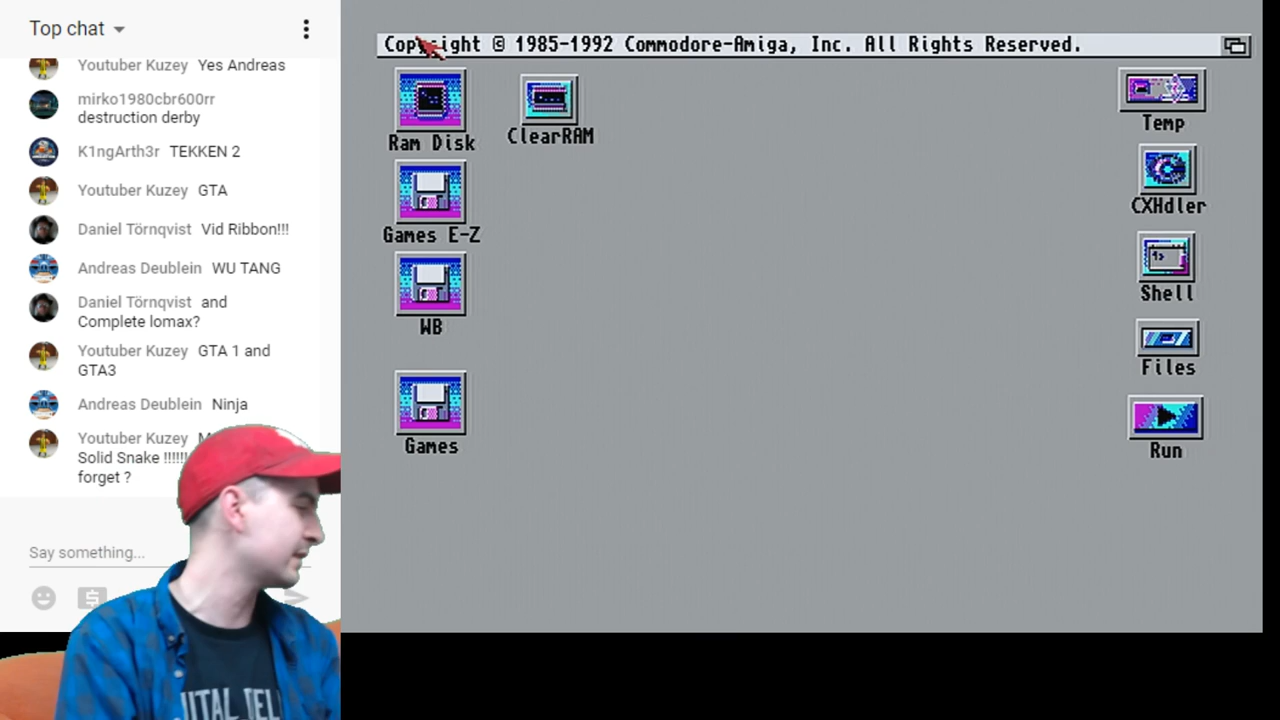 Top chat
Youtuber Kuzey Yes Andreas
mirko1980cbr600rr
destruction derby
K1ngArth3r TEKKEN 2
Youtuber Kuzey GTA
Daniel Törnqvist Vid Ribbon!!!
Andreas Deublein WU TANG
Daniel Törnqvist and
Complete lomax?
Youtuber Kuzey GTA 1 and
GTA3
Andreas Deublein Ninja
Youtuber Kuzey
Solid Snake !!!!!!
forget ?
Say something...
Copyright © 1985-1992 Commodore-Amiga, Inc. All Rights Reserved.
Ram Disk
ClearRAM
Games E-Z
WB
Games
Temp
CXHdler
Shell
1>
Files
Run